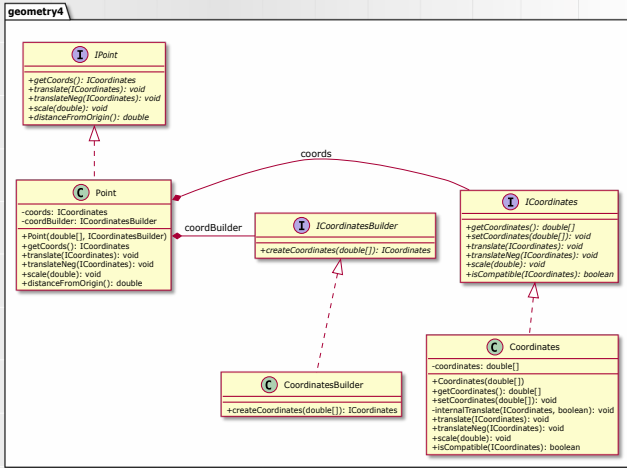 geometry4
I IPoint
+getCoords(): ICoordinates
+translate(ICoordinates): void
+translateNeg(ICoordinates): void
+scale(double): void
+distanceFromOrigin(): double
coords
C Point
-coords: ICoordinates
-coordBuilder: ICoordinatesBuilder
+Point(double[], ICoordinatesBuilder)
+getCoords(): ICoordinates
+translate(ICoordinates): void
+translateNeg(ICoordinates): void
+scale(double): void
+distanceFromOrigin(): double
coordBuilder
I ICoordinatesBuilder
+createCoordinates(double[]): ICoordinates
I ICoordinates
+getCoordinates(): double[]
+setCoordinates(double[]): void
+translate(ICoordinates): void
+translateNeg(ICoordinates): void
+scale(double): void
+isCompatible(ICoordinates): boolean
C CoordinatesBuilder
+createCoordinates(double[]): ICoordinates
C Coordinates
-coordinates: double[]
+Coordinates(double[])
+getCoordinates(): double[]
+setCoordinates(double[]): void
-internalTranslate(ICoordinates, boolean): void
+translate(ICoordinates): void
+translateNeg(ICoordinates): void
+scale(double): void
+isCompatible(ICoordinates): boolean